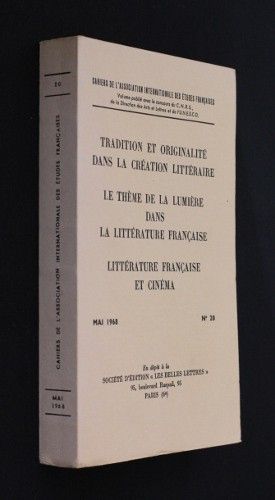 CAHIERS DE L'ASSOCIATION INTERNATIONALE DES ÉTUDES FRANÇAISES
Volume publié avec le concours du C.N.R.S.,
de la Direction des Arts et Lettres et de l'UNESCO.
TRADITION ET ORIGINALITÉ
DANS LA CRÉATION LITTÉRAIRE
LE THÈME DE LA LUMIÈRE
DANS
LA LITTÉRATURE FRANÇAISE
LITTÉRATURE FRANÇAISE
ET CINÉMA
MAI 1968 N° 20
En dépôt à la
SOCIÉTÉ D'ÉDITION « LES BELLES LETTRES »
95, boulevard Raspail, 95
PARIS (6e)
20
CAHIERS DE L'ASSOCIATION INTERNATIONALE DES ÉTUDES FRANÇAISES
MAI
1968